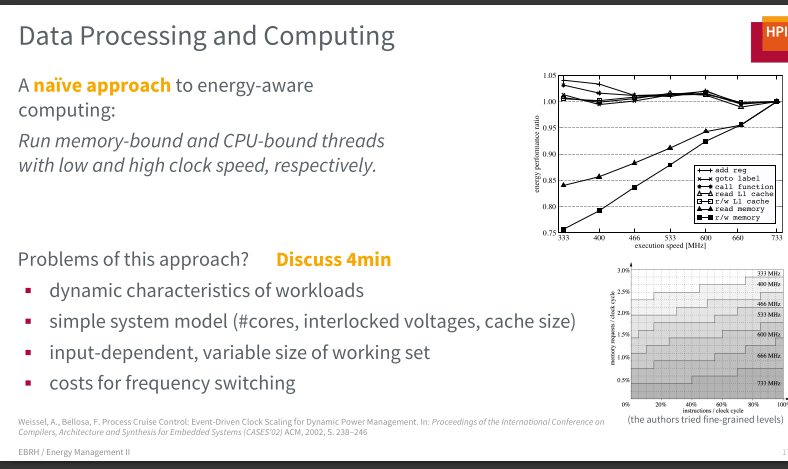 Data Processing and Computing
HPI
A naïve approach to energy-aware
computing:
Run memory-bound and CPU-bound threads
with low and high clock speed, respectively.
1.05
1.00
0.95
0.90
0.85
0.80
0.75
energy performance ratio
add reg
goto label
call function
read L1 cache
r/w L1 cache
read memory
r/w memory
333 400 466 533 600 660 733
execution speed [MHz]
Problems of this approach? Discuss 4min
dynamic characteristics of workloads
simple system model (#cores, interlocked voltages, cache size)
input-dependent, variable size of working set
costs for frequency switching
3.0%
2.5%
2.0%
1.5%
1.0%
0.5%
memory requests / clock cycle
333 MHz
400 MHz
466 MHz
533 MHz
600 MHz
666 MHz
733 MHz
0% 20% 40% 60% 80% 100%
instructions / clock cycle
(the authors tried fine-grained levels)
Weissel, A., Bellosa, F. Process Cruise Control: Event-Driven Clock Scaling for Dynamic Power Management. In: Proceedings of the International Conference on
Compilers, Architecture and Synthesis for Embedded Systems (CASES'02) ACM, 2002, S. 238–246
EBRH / Energy Management II